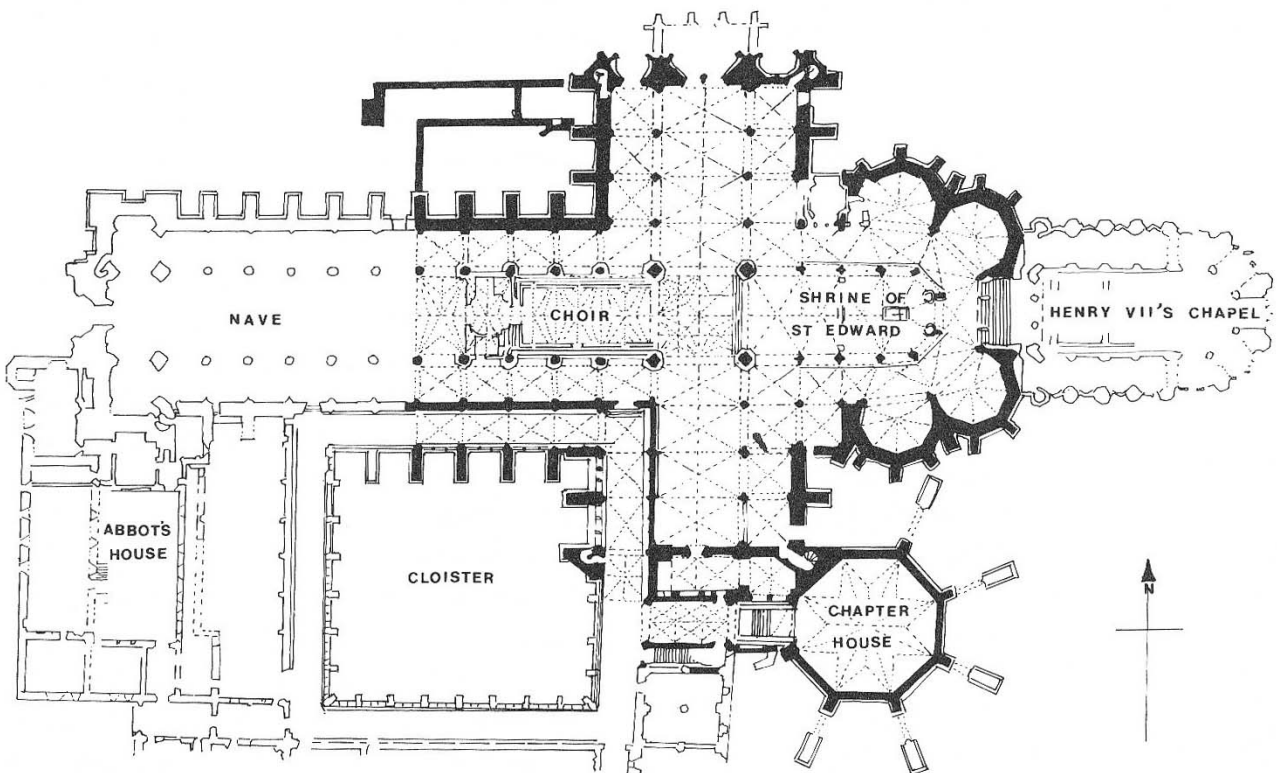 NAVE
CHOIR
SHRINE OF
ST EDWARD
HENRY VII'S CHAPEL
ABBOT'S
HOUSE
CLOISTER
CHAPTER
HOUSE
N